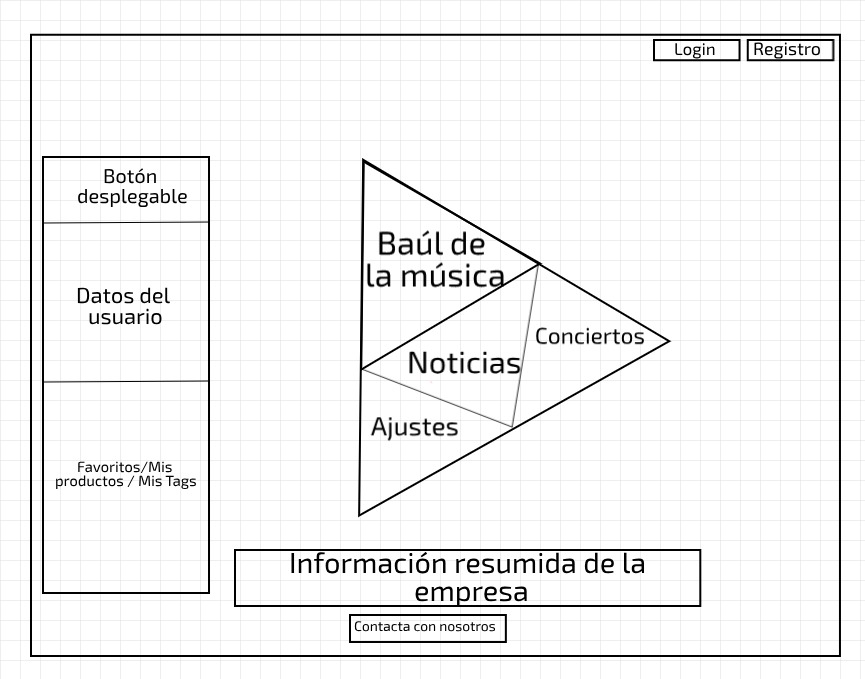 Login
Registro
Botón
desplegable
Datos del
usuario
Favoritos/Mis
productos / Mis Tags
Baúl de
la música
Conciertos
Noticias
Ajustes
Información resumida de la
empresa
Contacta con nosotros